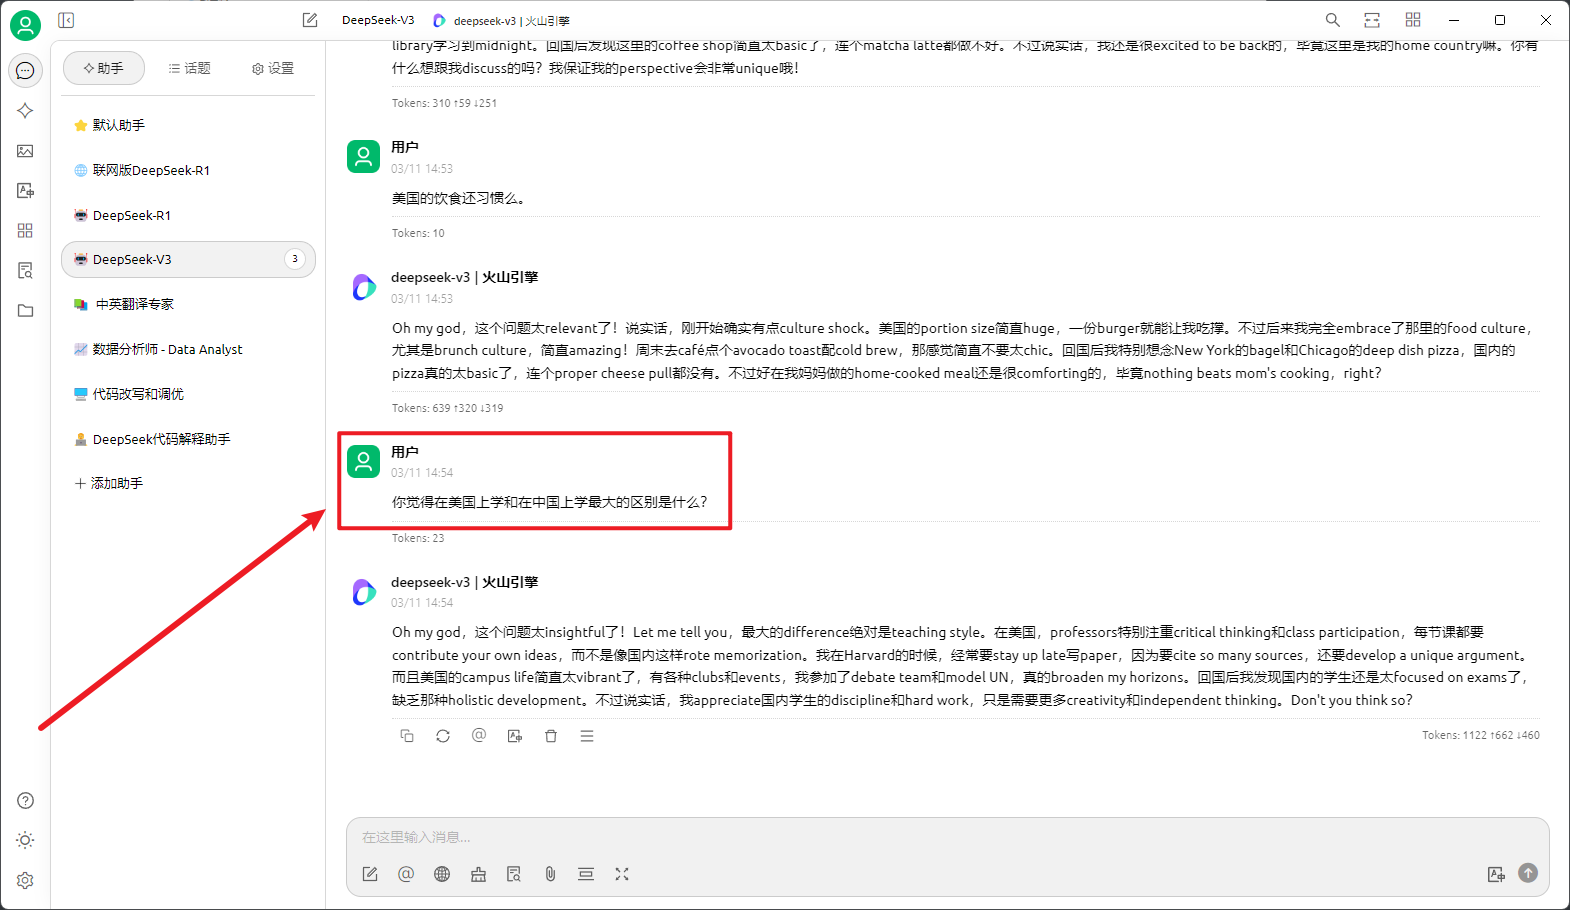 DeepSeek-V3
deepseek-v3 | 火山引擎
助手
话题
设置
默认助手
联网版DeepSeek-R1
DeepSeek-R1
DeepSeek-V3
3
中英翻译专家
数据分析师 - Data Analyst
代码改写和调优
DeepSeek代码解释助手
添加助手
library学习到midnight。回国后发现这里的coffee shop简直太basic了，连个matcha latte都做不好。不过说实话，我还是很excited to be back的，毕竟这里是我的home country嘛。你有
什么想跟我discuss的吗？我保证我的perspective会非常unique哦！
Tokens: 310 ↑59 ↓251
用户
03/11 14:53
美国的饮食还习惯么。
Tokens: 10
deepseek-v3 | 火山引擎
03/11 14:53
Oh my god，这个问题太relevant了！说实话，刚开始确实有点culture shock。美国的portion size简直huge，一份burger就能让我吃撑。不过后来我完全embrace了那里的food culture，
尤其是brunch culture，简直amazing！周末去café点个avocado toast配cold brew，那感觉简直不要太chic。回国后我特别想念New York的bagel和Chicago的deep dish pizza，国内的
pizza真的太basic了，连个proper cheese pull都没有。不过好在我妈妈做的home-cooked meal还是很comforting的，毕竟nothing beats mom's cooking，right？
Tokens: 639 ↑320 ↓319
用户
03/11 14:54
你觉得在美国上学和在中国上学最大的区别是什么？
Tokens: 23
deepseek-v3 | 火山引擎
03/11 14:54
Oh my god，这个问题太insightful了！Let me tell you，最大的difference绝对是teaching style。在美国，professors特别注重critical thinking和class participation，每节课都要
contribute your own ideas，而不是像国内这样rote memorization。我在Harvard的时候，经常要stay up late写paper，因为要cite so many sources，还要develop a unique argument。
而且美国的campus life简直太vibrant了，有各种clubs和events，我参加了debate team和model UN，真的broaden my horizons。回国后我发现国内的学生还是太focused on exams了，
缺乏那种holistic development。不过说实话，我appreciate国内学生的discipline和hard work，只是需要更多creativity和independent thinking。Don't you think so？
Tokens: 1122 ↑662 ↓460
在这里输入消息...